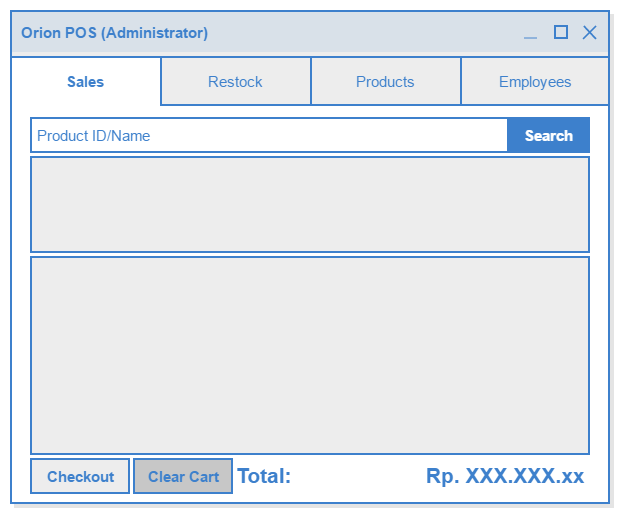 Orion POS (Administrator)
Sales Restock Products Employees
Product ID/Name Search
Checkout Clear Cart Total: Rp. XXX.XXX.xx